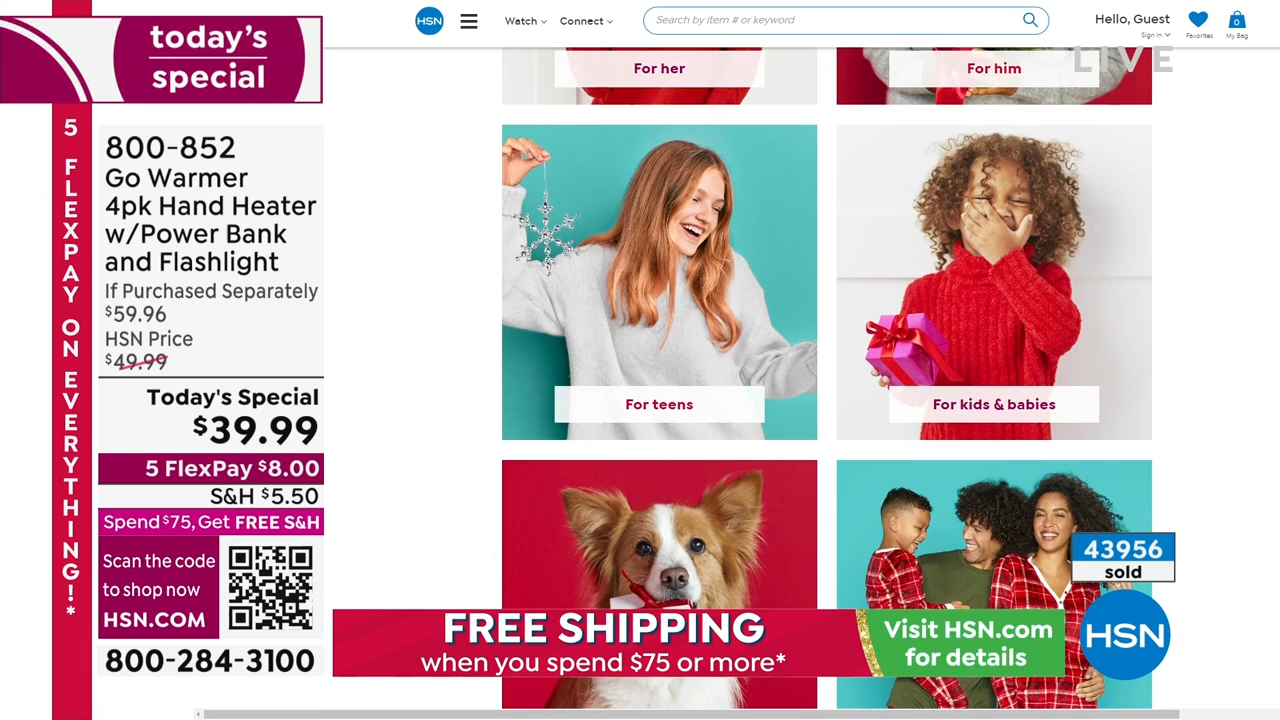 today's
special
5 FLEXPAY ON EVERYTHING!*
800-852
Go Warmer
4pk Hand Heater
w/Power Bank
and Flashlight
If Purchased Separately
$59.96
HSN Price
$49.99
Today's Special
$39.99
5 FlexPay $8.00
S&H $5.50
Spend $75, Get FREE S&H
Scan the code
to shop now
HSN.COM
800-284-3100
HSN
Watch
Connect
Search by item # or keyword
Hello, Guest
Sign in
Favorites
0
My Bag
LIVE
For her
For him
For teens
For kids & babies
43956
sold
FREE SHIPPING
when you spend $75 or more*
Visit HSN.com
for details
HSN